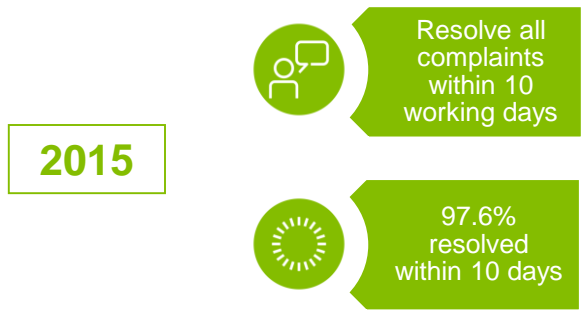 2015
Resolve all
complaints
within 10
working days
97.6%
resolved
within 10 days